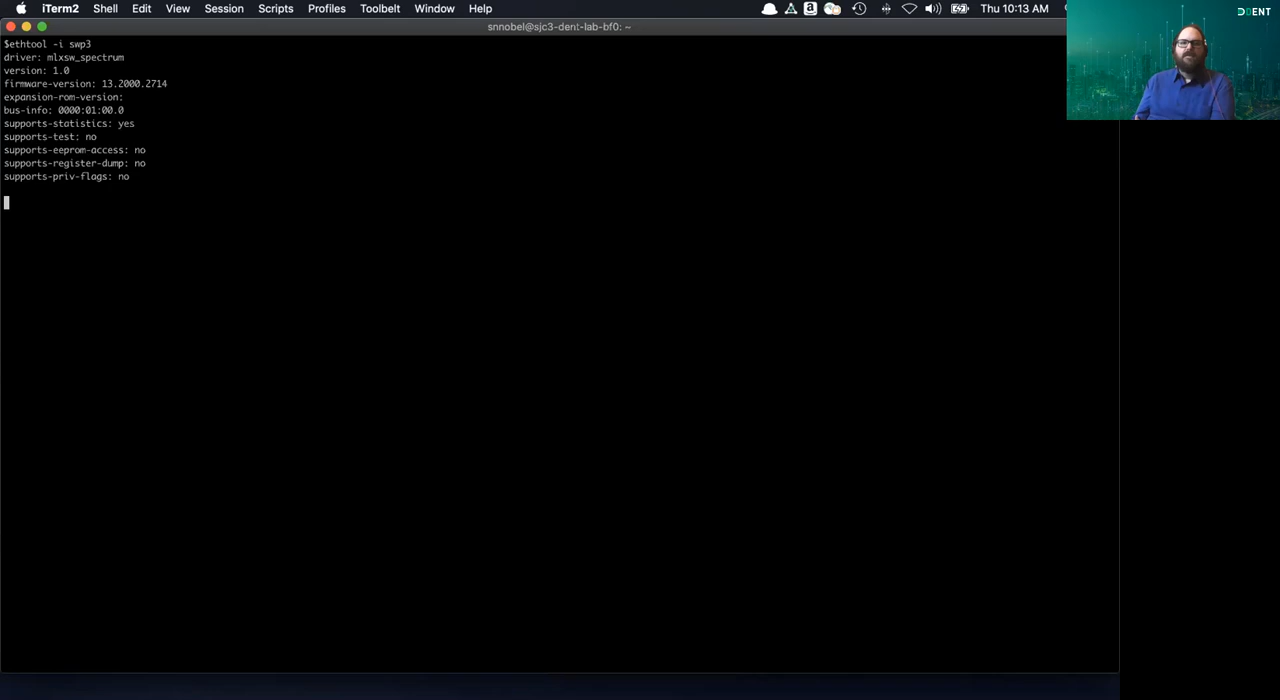 iTerm2 Shell Edit View Session Scripts Profiles Toolbelt Window Help Thu 10:13 AM
DENT
snnobel@sjc3-dent-lab-bf0: ~
$ethtool -i swp3
driver: mlxsw_spectrum
version: 1.0
firmware-version: 13.2000.2714
expansion-rom-version:
bus-info: 0000:01:00.0
supports-statistics: yes
supports-test: no
supports-eeprom-access: no
supports-register-dump: no
supports-priv-flags: no